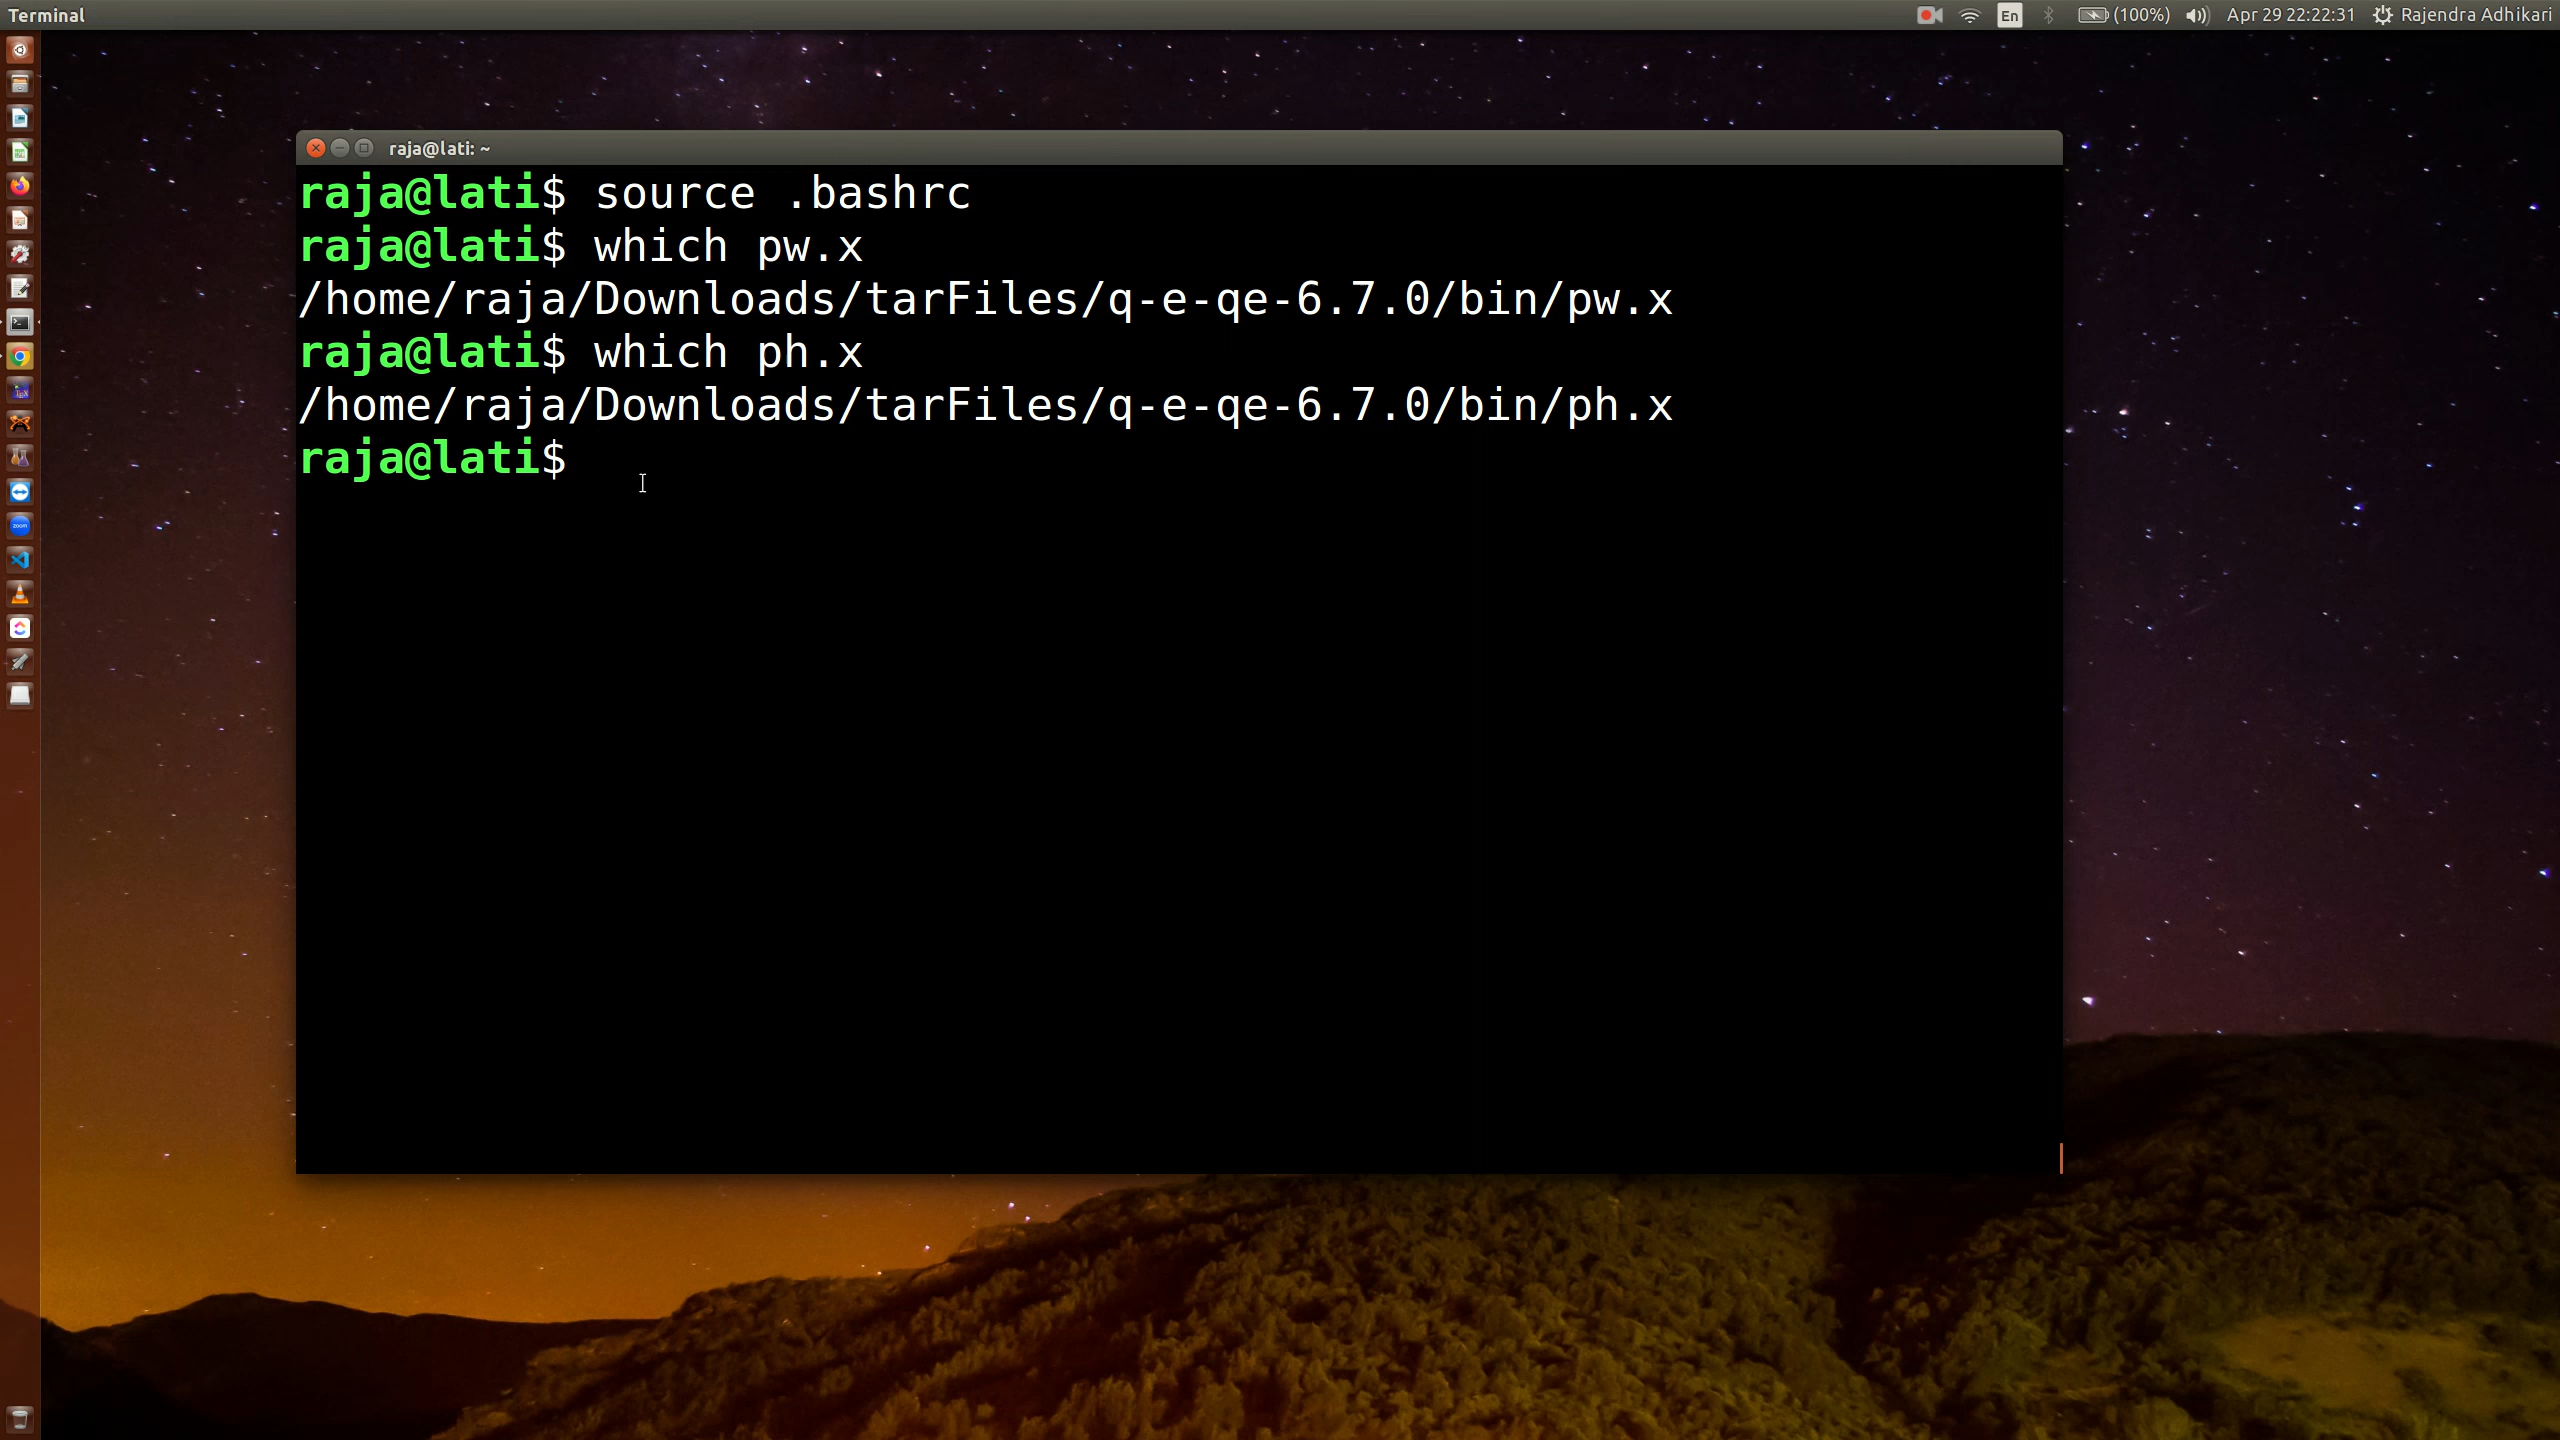 Terminal
En
(100%)
Apr 29 22:22:31
Rajendra Adhikari
raja@lati: ~
raja@lati$ source .bashrc
raja@lati$ which pw.x
/home/raja/Downloads/tarFiles/q-e-qe-6.7.0/bin/pw.x
raja@lati$ which ph.x
/home/raja/Downloads/tarFiles/q-e-qe-6.7.0/bin/ph.x
raja@lati$
zoom